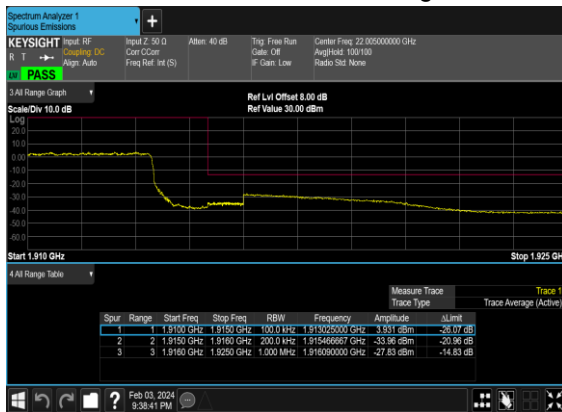 Spectrum Analyzer 1
Spurious Emissions
+
KEYSIGHT Input: RF Input Z: 50 Ω Atten: 40 dB Trig: Free Run Center Freq: 22.005000000 GHz
R T Coupling: DC Corr CCorr Gate: Off Avg|Hold: 100/100
Align: Auto Freq Ref: Int (S) IF Gain: Low Radio Std: None
LW PASS
3 All Range Graph
Ref Lvl Offset 8.00 dB
Scale/Div 10.0 dB Ref Value 30.00 dBm
Log
20.0
10.0
0.00
-10.0
-20.0
-30.0
-40.0
-50.0
-60.0
Start 1.910 GHz Stop 1.925 GH
4 All Range Table
Measure Trace Trace 1
Trace Type Trace Average (Active)
Spur Range Start Freq Stop Freq RBW Frequency Amplitude ΔLimit
1 1 1.9100 GHz 1.9150 GHz 100.0 kHz 1.913025000 GHz 3.931 dBm -26.07 dB
2 2 1.9150 GHz 1.9160 GHz 200.0 kHz 1.915466667 GHz -33.96 dBm -20.96 dB
3 3 1.9160 GHz 1.9250 GHz 1.000 MHz 1.916090000 GHz -27.83 dBm -14.83 dB
? Feb 03, 2024
9:38:41 PM